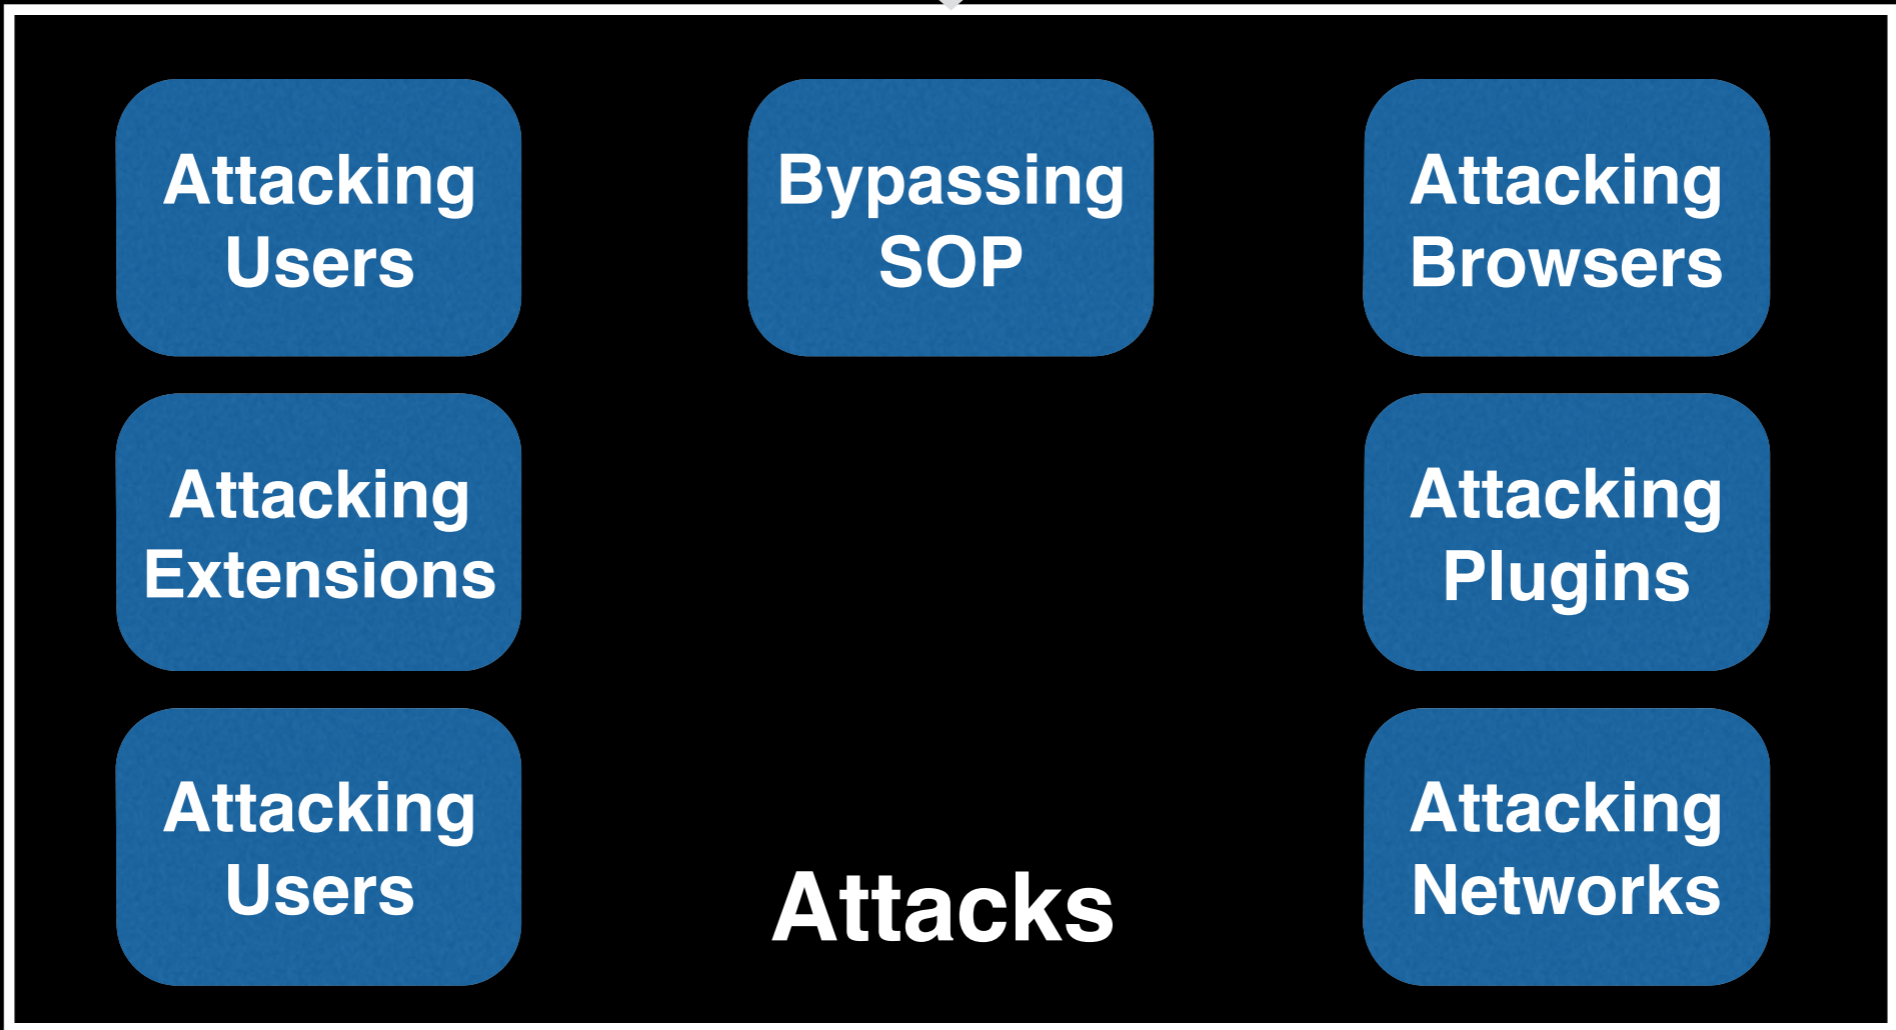 Attacking
Users
Bypassing
SOP
Attacking
Browsers
Attacking
Extensions
Attacking
Plugins
Attacking
Users
Attacks
Attacking
Networks